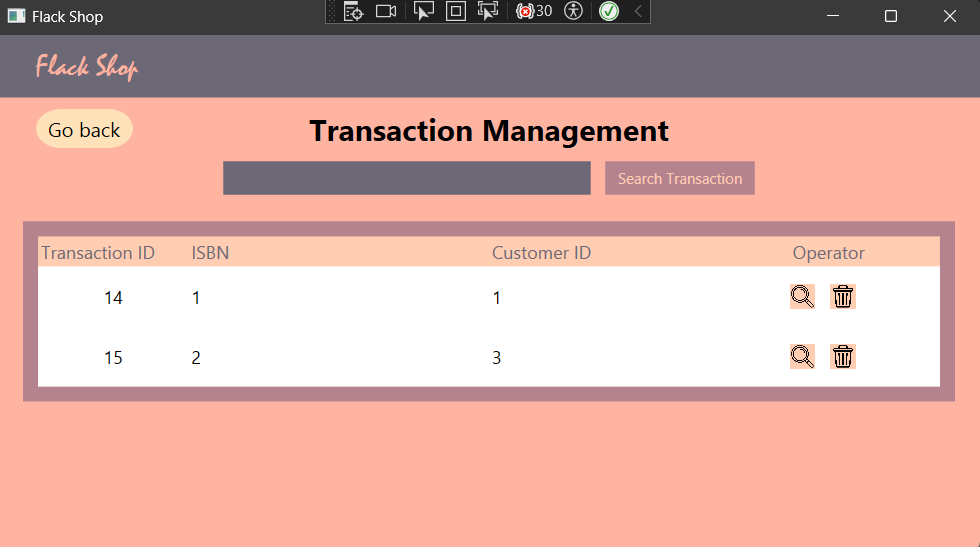 Flack Shop
30
Flack Shop
Go back
Transaction Management
Search Transaction
Transaction ID ISBN Customer ID Operator
14 1 1
15 2 3